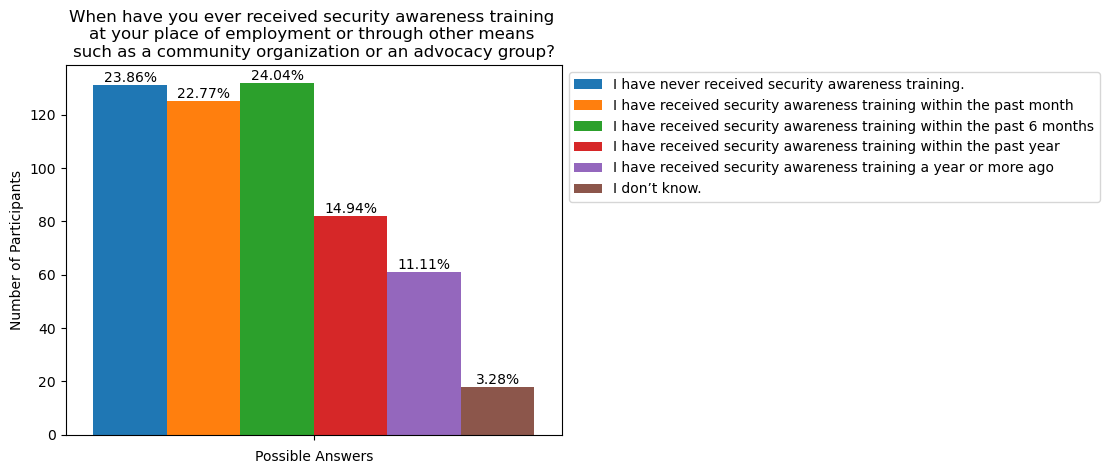 When have you ever received security awareness training
at your place of employment or through other means
such as a community organization or an advocacy group?
23.86%
22.77%
24.04%
14.94%
11.11%
3.28%
120
100
80
60
40
20
0
Number of Participants
Possible Answers
I have never received security awareness training.
I have received security awareness training within the past month
I have received security awareness training within the past 6 months
I have received security awareness training within the past year
I have received security awareness training a year or more ago
I don’t know.